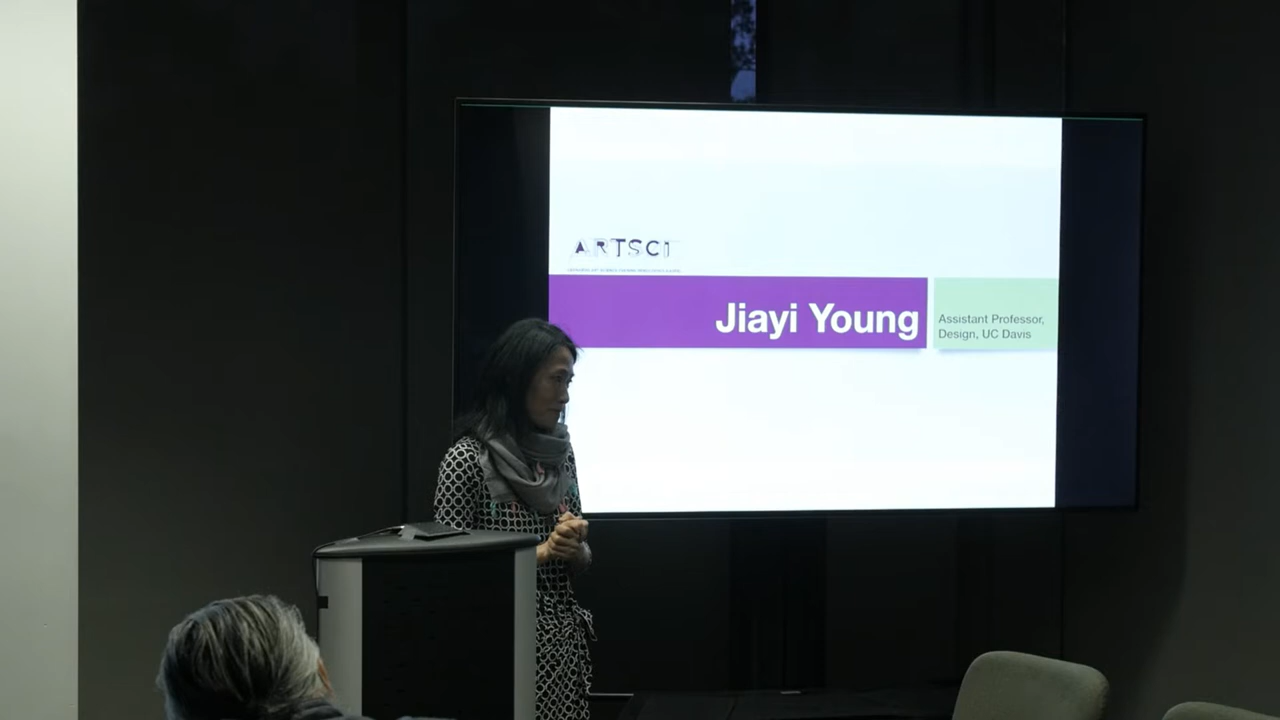 ARTSCI
Jiayi Young
Assistant Professor,
Design, UC Davis